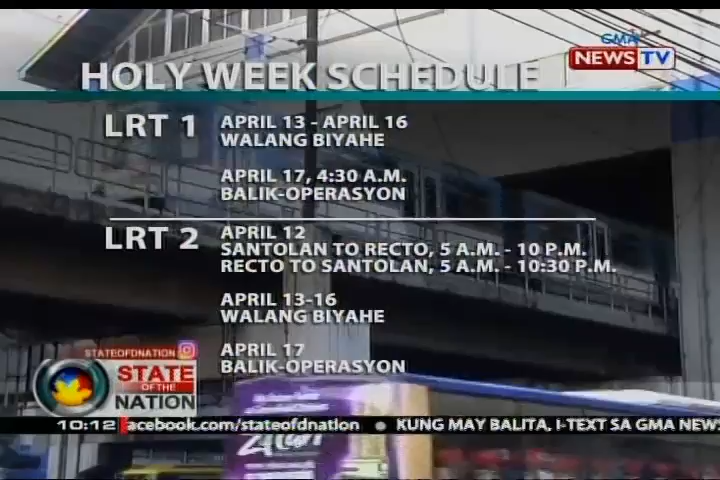 GMA
NEWS TV
HOLY WEEK SCHEDULE
LRT 1
APRIL 13 - APRIL 16
WALANG BIYAHE
APRIL 17, 4:30 A.M.
BALIK-OPERASYON
LRT 2
APRIL 12
SANTOLAN TO RECTO, 5 A.M. - 10 P.M.
RECTO TO SANTOLAN, 5 A.M. - 10:30 P.M.
APRIL 13-16
WALANG BIYAHE
APRIL 17
BALIK-OPERASYON
STATEOFDNATION
STATE
OF THE
NATION
10:12 acebook.com/stateofdnation ● KUNG MAY BALITA, I-TEXT SA GMA NEWS